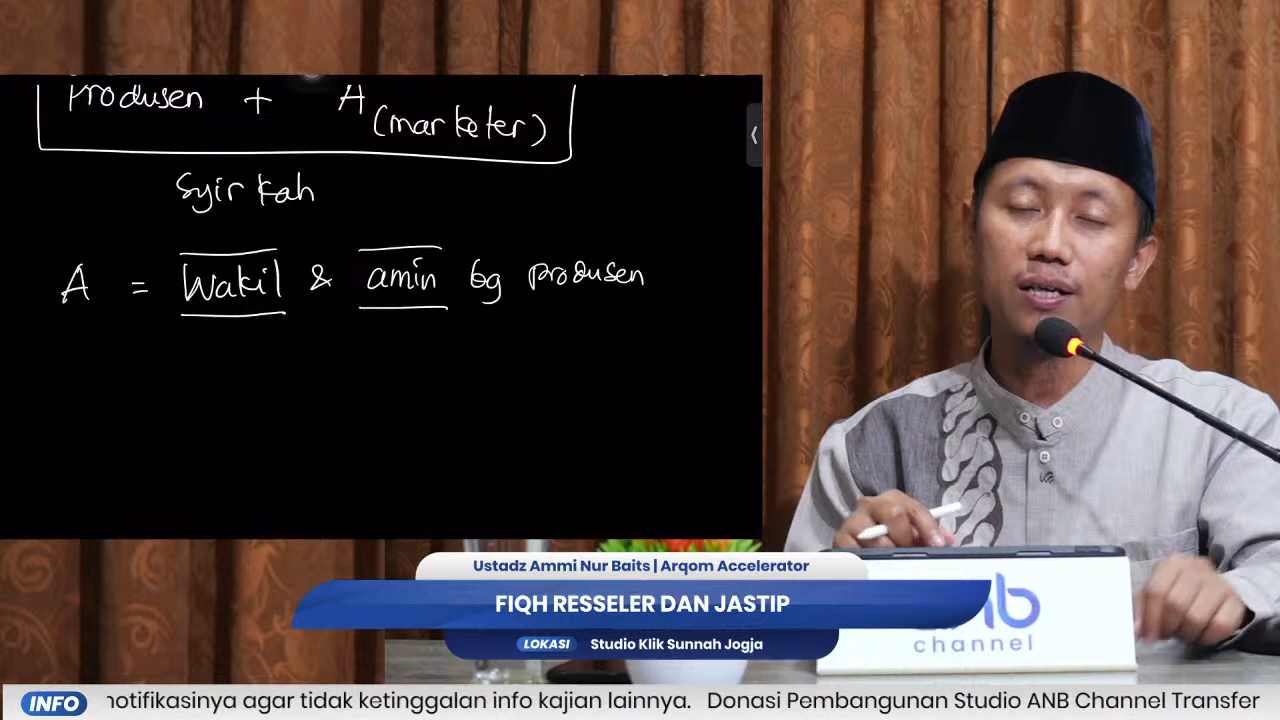 Produsen + A (marketer)
Syirkah
A = Wakil & amin bg produsen
Ustadz Ammi Nur Baits | Arqom Accelerator
FIQH RESSELER DAN JASTIP
LOKASI Studio Klik Sunnah Jogja
channel
INFO notifikasinya agar tidak ketinggalan info kajian lainnya. Donasi Pembangunan Studio ANB Channel Transfer